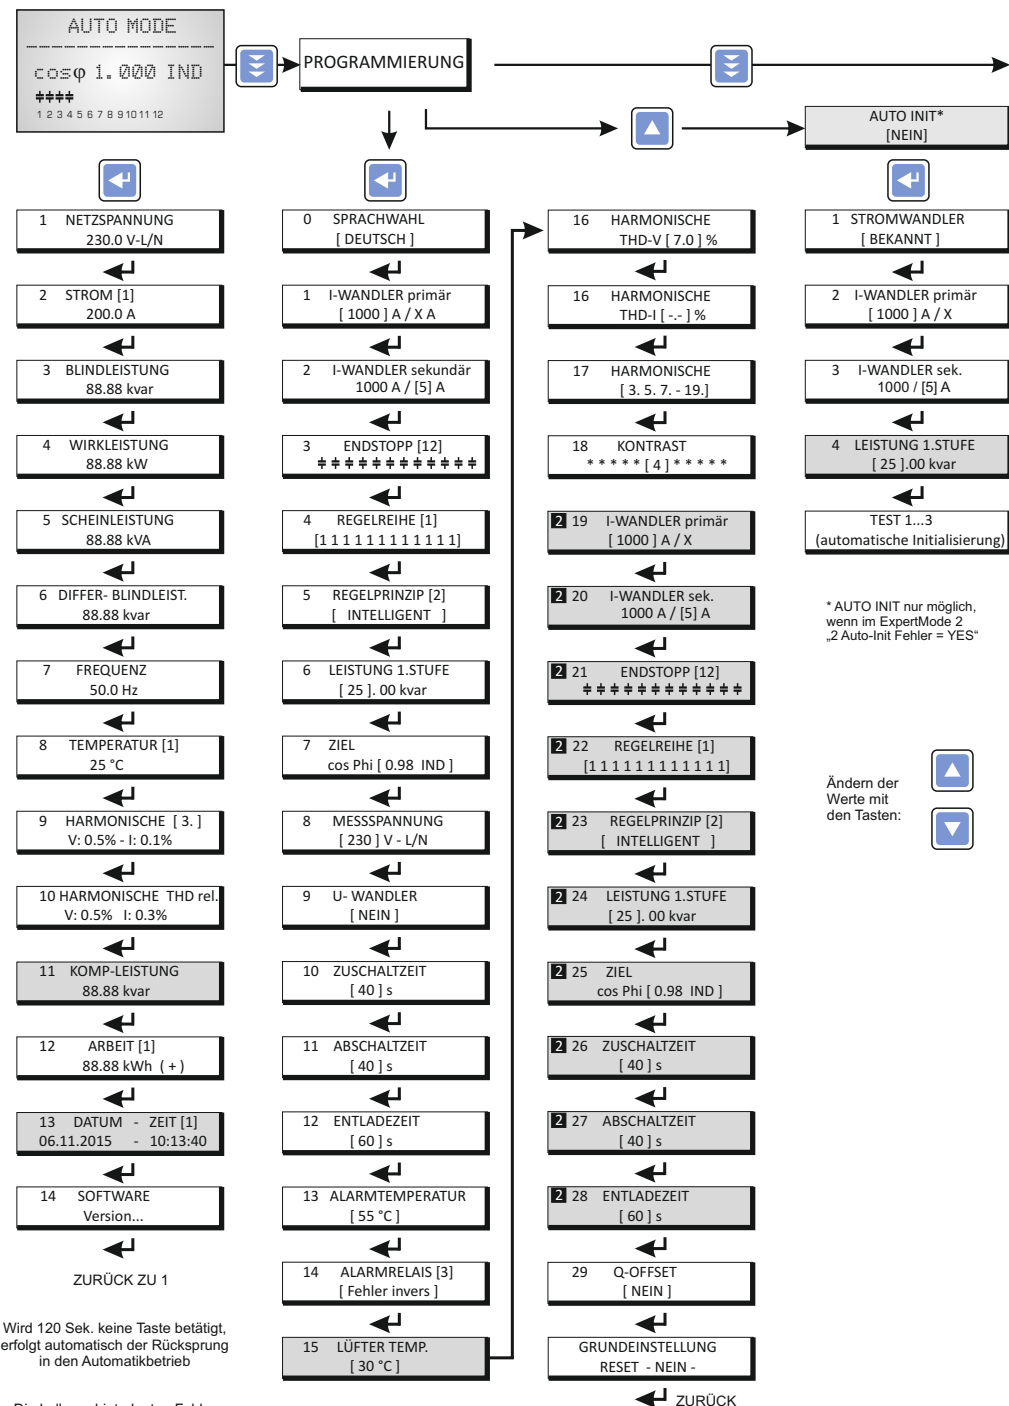 AUTO MODE
cosφ 1.000 IND
1 2 3 4 5 6 7 8 9 10 11 12
PROGRAMMIERUNG
AUTO INIT*
[NEIN]
1 NETZSPANNUNG
230.0 V-L/N
2 STROM [1]
200.0 A
3 BLINDLEISTUNG
88.88 kvar
4 WIRKLEISTUNG
88.88 kW
5 SCHEINLEISTUNG
88.88 kVA
6 DIFFER- BLINDLEIST.
88.88 kvar
7 FREQUENZ
50.0 Hz
8 TEMPERATUR [1]
25 °C
9 HARMONISCHE [ 3. ]
V: 0.5% - I: 0.1%
10 HARMONISCHE THD rel.
V: 0.5% I: 0.3%
11 KOMP-LEISTUNG
88.88 kvar
12 ARBEIT [1]
88.88 kWh ( + )
13 DATUM - ZEIT [1]
06.11.2015 - 10:13:40
14 SOFTWARE
Version...
ZURÜCK ZU 1
Wird 120 Sek. keine Taste betätigt,
erfolgt automatisch der Rücksprung
in den Automatikbetrieb
0 SPRACHWAHL
[ DEUTSCH ]
1 I-WANDLER primär
[ 1000 ] A / X A
2 I-WANDLER sekundär
1000 A / [5] A
3 ENDSTOPP [12]
4 REGELREIHE [1]
[1 1 1 1 1 1 1 1 1 1 1 1]
5 REGELPRINZIP [2]
[ INTELLIGENT ]
6 LEISTUNG 1.STUFE
[ 25 ]. 00 kvar
7 ZIEL
cos Phi [ 0.98 IND ]
8 MESSSPANNUNG
[ 230 ] V - L/N
9 U- WANDLER
[ NEIN ]
10 ZUSCHALTZEIT
[ 40 ] s
11 ABSCHALTZEIT
[ 40 ] s
12 ENTLADEZEIT
[ 60 ] s
13 ALARMTEMPERATUR
[ 55 °C ]
14 ALARMRELAIS [3]
[ Fehler invers ]
15 LÜFTER TEMP.
[ 30 °C ]
16 HARMONISCHE
THD-V [ 7.0 ] %
16 HARMONISCHE
THD-I [ -.- ] %
17 HARMONISCHE
[ 3. 5. 7. - 19.]
18 KONTRAST
* * * * * [ 4 ] * * * * *
2 19 I-WANDLER primär
[ 1000 ] A / X
2 20 I-WANDLER sek.
1000 A / [5] A
2 21 ENDSTOPP [12]
2 22 REGELREIHE [1]
[1 1 1 1 1 1 1 1 1 1 1 1]
2 23 REGELPRINZIP [2]
[ INTELLIGENT ]
2 24 LEISTUNG 1.STUFE
[ 25 ]. 00 kvar
2 25 ZIEL
cos Phi [ 0.98 IND ]
2 26 ZUSCHALTZEIT
[ 40 ] s
2 27 ABSCHALTZEIT
[ 40 ] s
2 28 ENTLADEZEIT
[ 60 ] s
29 Q-OFFSET
[ NEIN ]
GRUNDEINSTELLUNG
RESET - NEIN -
ZURÜCK
1 STROMWANDLER
[ BEKANNT ]
2 I-WANDLER primär
[ 1000 ] A / X
3 I-WANDLER sek.
1000 / [5] A
4 LEISTUNG 1.STUFE
[ 25 ].00 kvar
TEST 1...3
(automatische Initialisierung)
* AUTO INIT nur möglich,
wenn im ExpertMode 2
„2 Auto-Init Fehler = YES“
Ändern der
Werte mit
den Tasten: